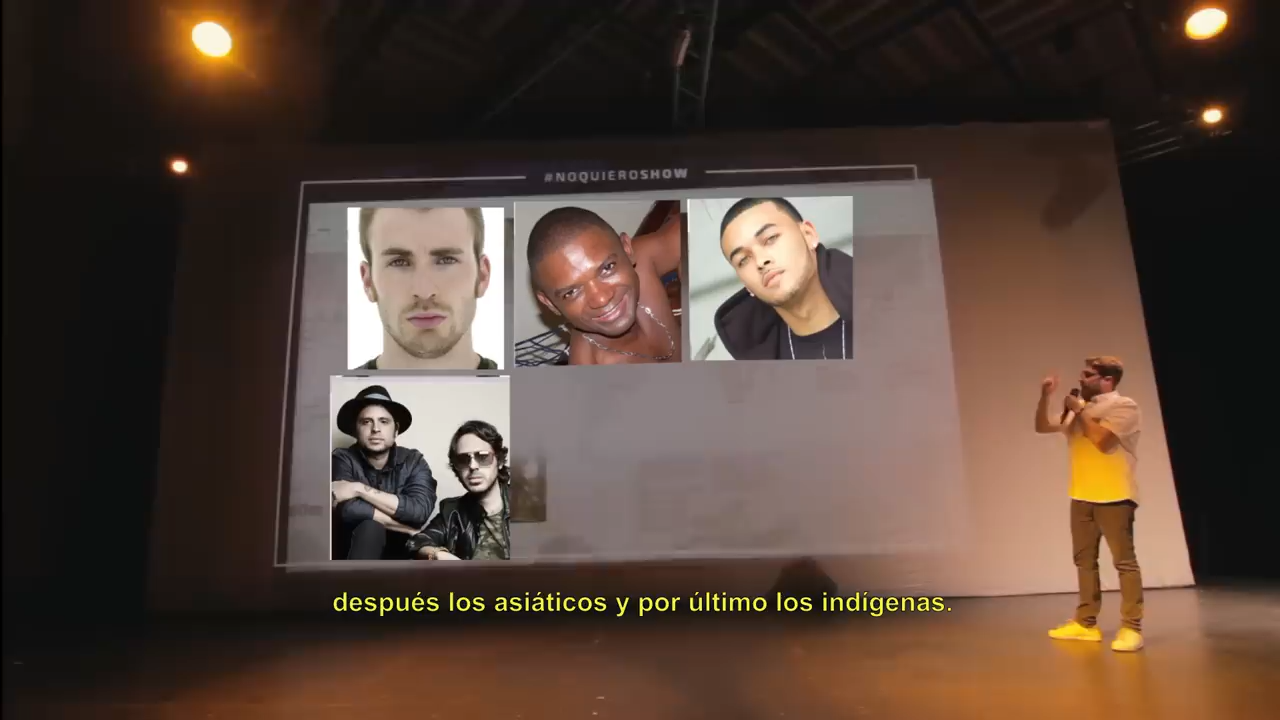 #NOQUIEROSHOW
después los asiáticos y por último los indígenas.